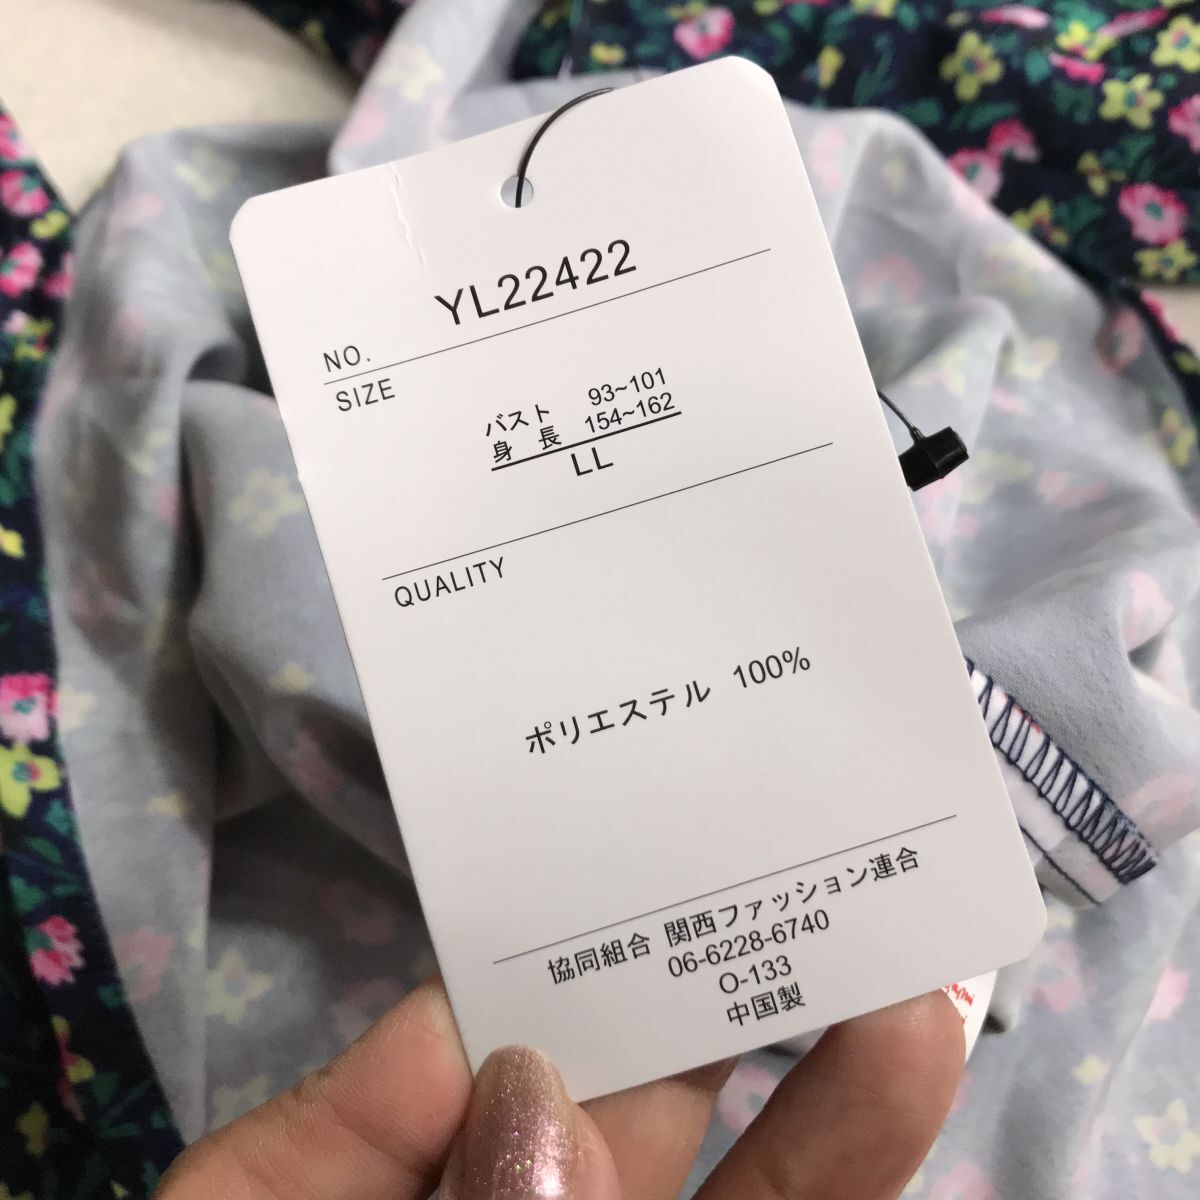 NO. YL22422
SIZE
バスト 93~101
身 長 154~162
LL
QUALITY
ポリエステル 100%
協同組合 関西ファッション連合
06-6228-6740
O-133
中国製